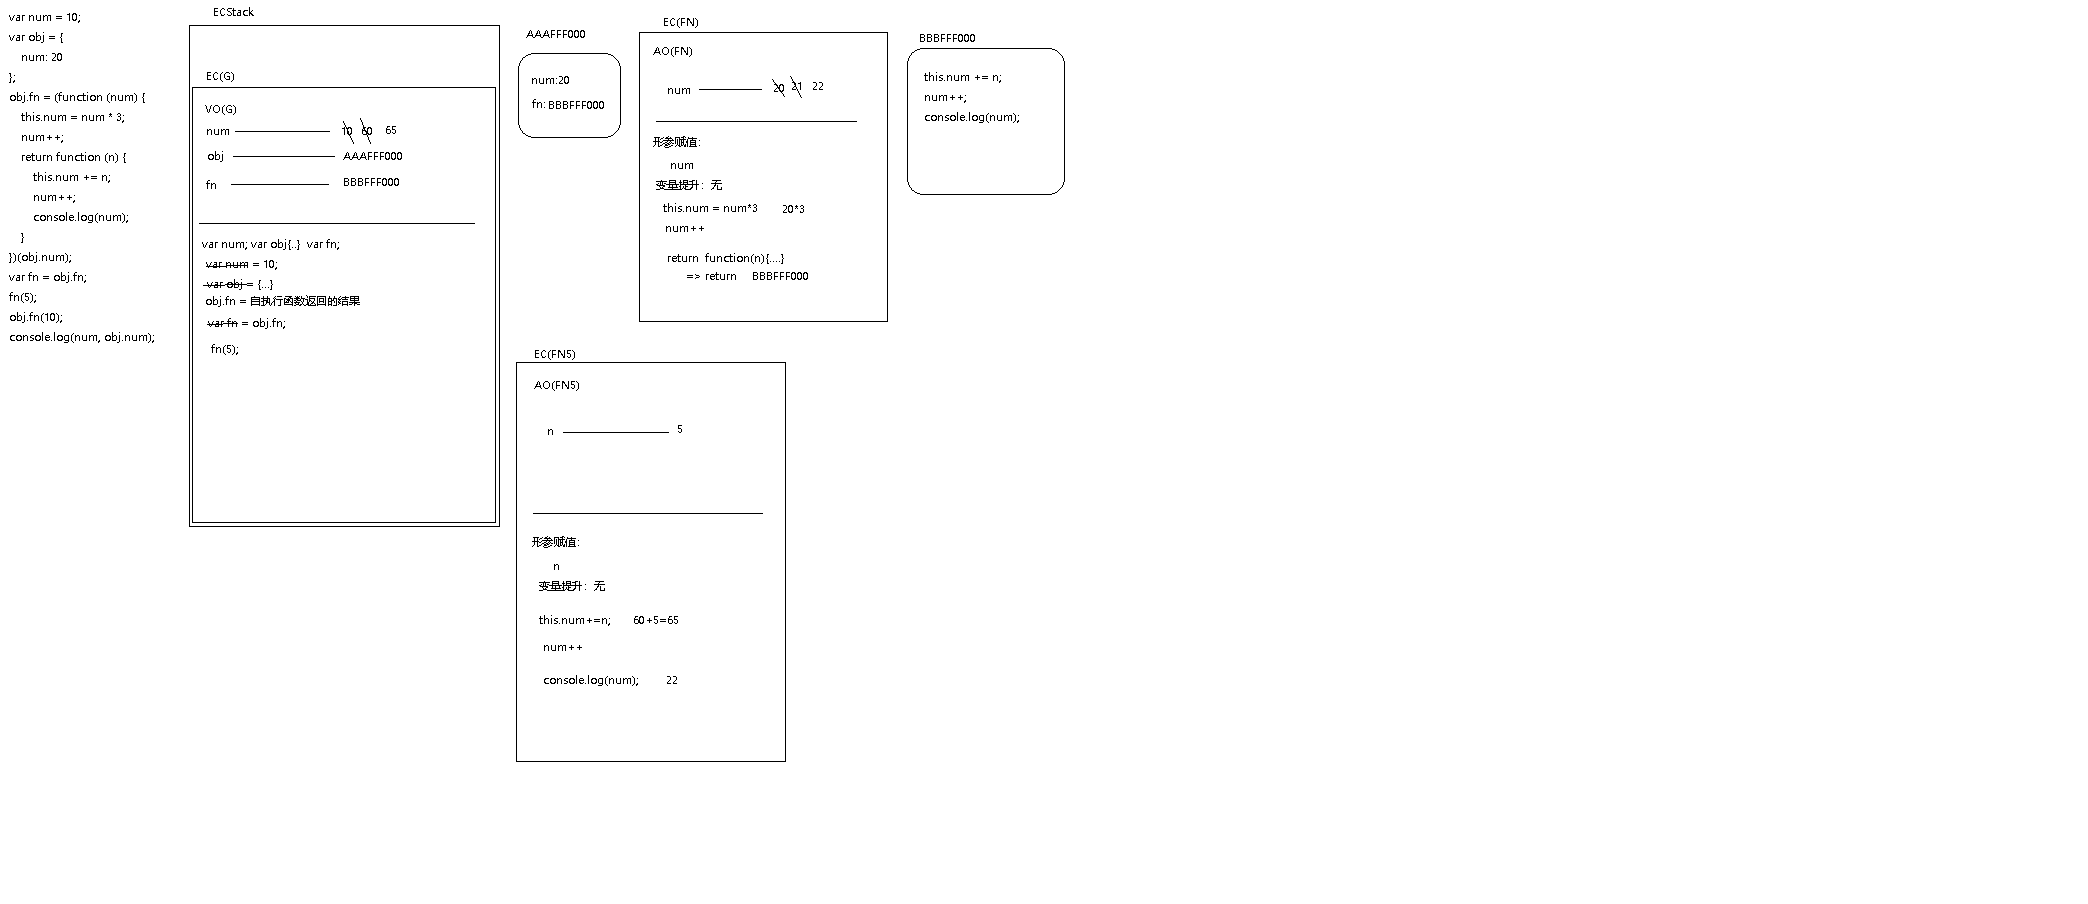 var num = 10;
var obj = {
num: 20
};
obj.fn = (function (num) {
this.num = num * 3;
num++;
return function (n) {
this.num += n;
num++;
console.log(num);
}
})(obj.num);
var fn = obj.fn;
fn(5);
obj.fn(10);
console.log(num, obj.num);
ECStack
EC(G)
VO(G)
num 10 60 65
obj AAAFFF000
fn BBBFFF000
var num; var obj{..} var fn;
var num = 10;
var obj = {...}
obj.fn = 自执行函数返回的结果
var fn = obj.fn;
fn(5);
AAAFFF000
num:20
fn: BBBFFF000
EC(FN)
AO(FN)
num 20 21 22
形参赋值:
num
变量提升: 无
this.num = num*3 20*3
num++
return function(n){....}
=> return BBBFFF000
BBBFFF000
this.num += n;
num++;
console.log(num);
EC(FN5)
AO(FN5)
n 5
形参赋值:
n
变量提升: 无
this.num+=n; 60+5=65
num++
console.log(num); 22